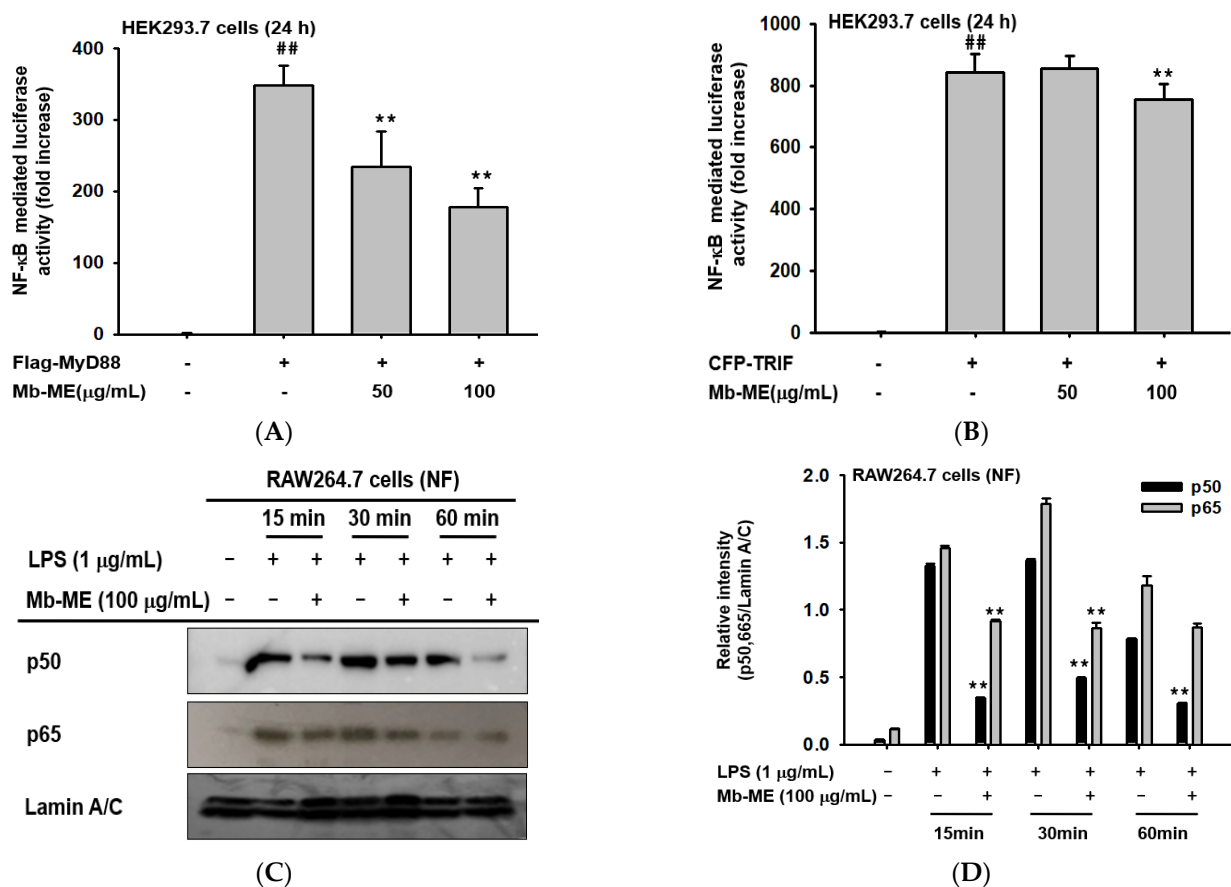 HEK293.7 cells (24 h)
NF-κB mediated luciferase
activity (fold increase)
400
300
200
100
0
##
**
**
Flag-MyD88 - + + +
Mb-ME(μg/mL) - - 50 100
(A)
HEK293.7 cells (24 h)
NF-κB mediated luciferase
activity (fold increase)
1000
800
600
400
200
0
##
**
CFP-TRIF - + + +
Mb-ME(μg/mL) - - 50 100
(B)
RAW264.7 cells (NF)
15 min 30 min 60 min
LPS (1 μg/mL) − + + + + + +
Mb-ME (100 μg/mL) − − + − + − +
p50
p65
Lamin A/C
(C)
RAW264.7 cells (NF)
p50
p65
Relative intensity
(p50,665/Lamin A/C)
2.0
1.5
1.0
0.5
0.0
**
**
**
**
**
LPS (1 μg/mL) − + + + + + +
Mb-ME (100 μg/mL) − − + − + − +
15min 30min 60min
(D)